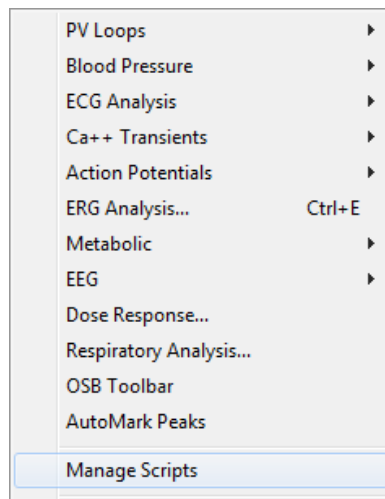 PV Loops
Blood Pressure
ECG Analysis
Ca++ Transients
Action Potentials
ERG Analysis... Ctrl+E
Metabolic
EEG
Dose Response...
Respiratory Analysis...
OSB Toolbar
AutoMark Peaks
Manage Scripts